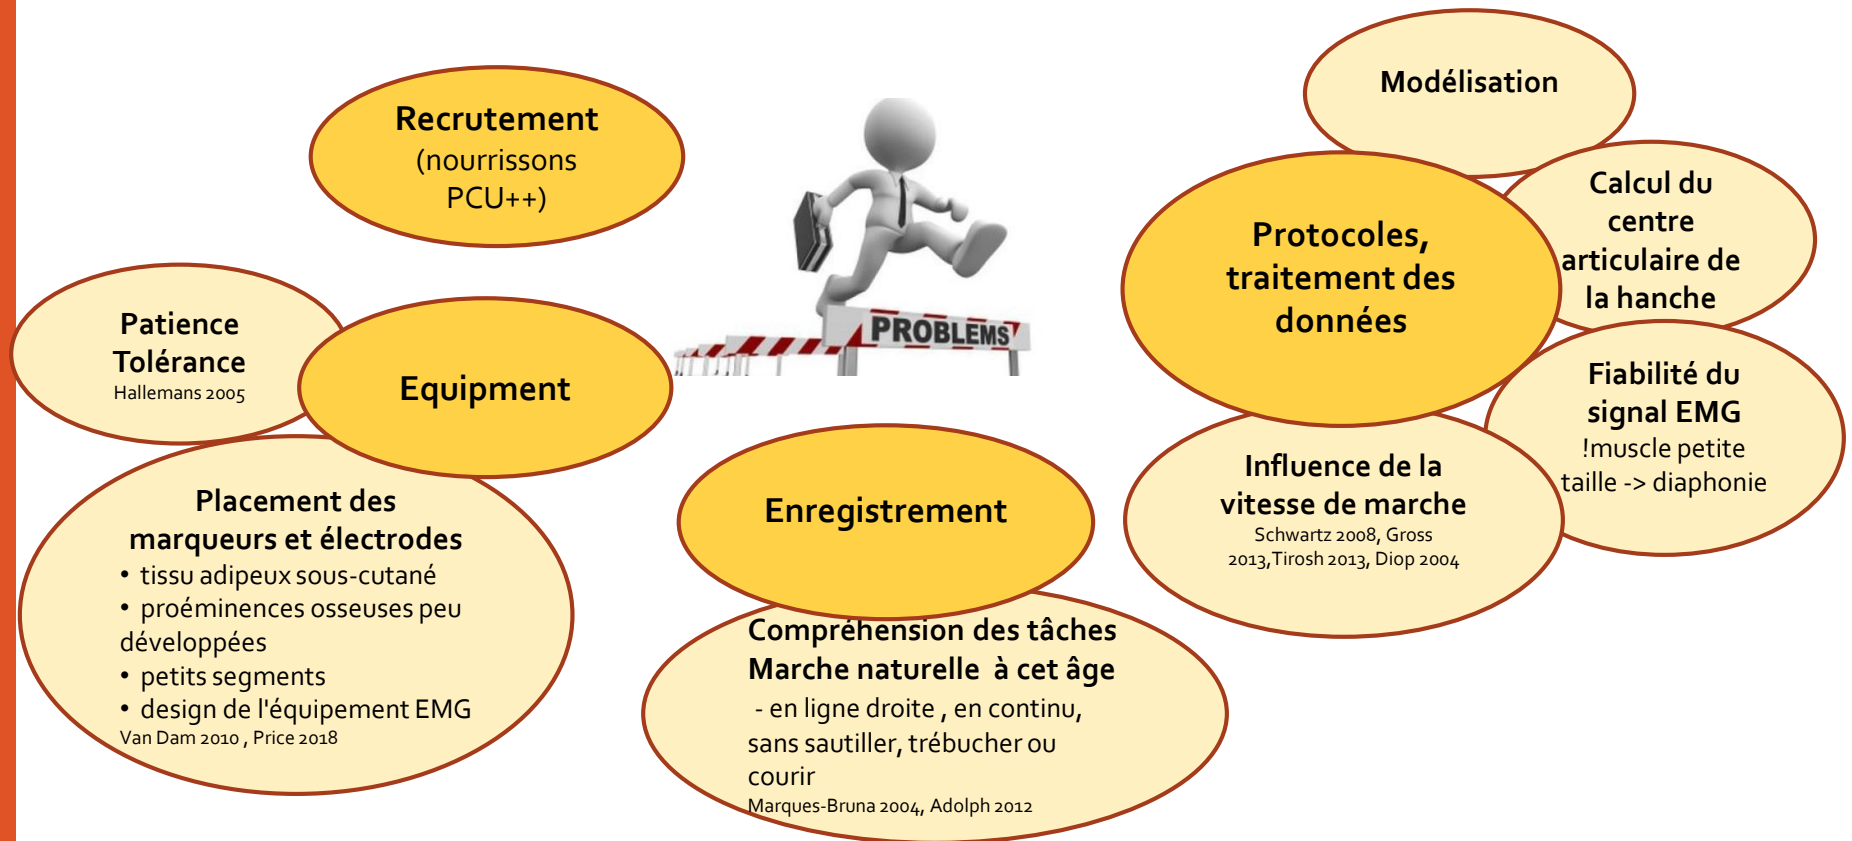 Recrutement
(nourrissons
PCU++)
Patience
Tolérance
Hallemans 2005
Equipment
Placement des
marqueurs et électrodes
• tissu adipeux sous-cutané
• proéminences osseuses peu
développées
• petits segments
• design de l'équipement EMG
Van Dam 2010 , Price 2018
PROBLEMS
Enregistrement
Compréhension des tâches
Marche naturelle à cet âge
- en ligne droite , en continu,
sans sautiller, trébucher ou
courir
Marques-Bruna 2004, Adolph 2012
Protocoles,
traitement des
données
Modélisation
Calcul du
centre
articulaire de
la hanche
Fiabilité du
signal EMG
!muscle petite
taille -> diaphonie
Influence de la
vitesse de marche
Schwartz 2008, Gross
2013,Tirosh 2013, Diop 2004